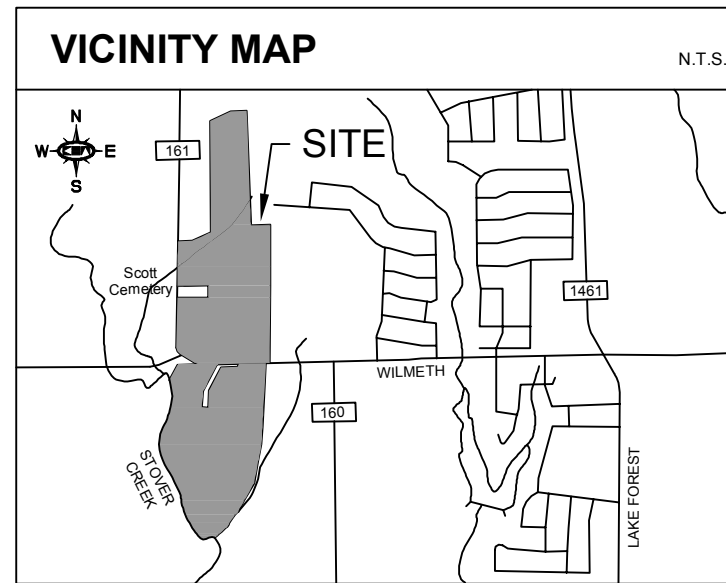 VICINITY MAP
N.T.S.
N
W E
S
161
SITE
Scott
Cemetery
1461
WILMETH
160
STOVER
CREEK
LAKE FOREST